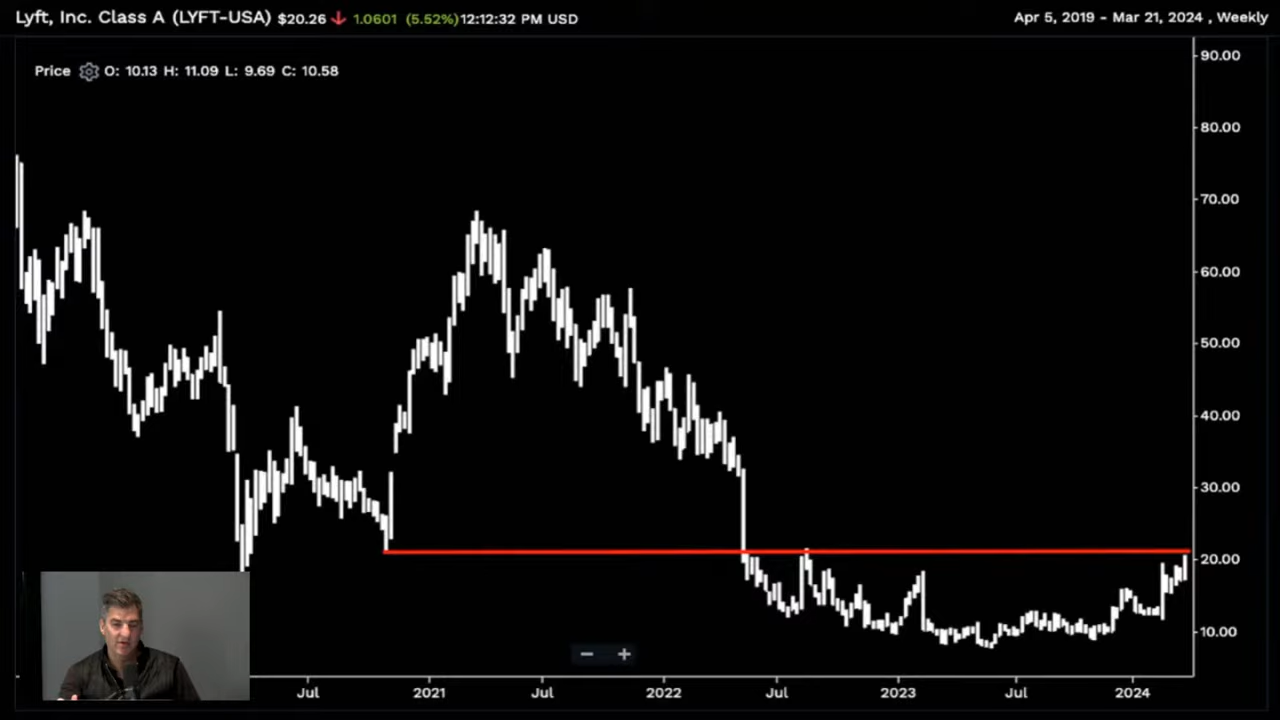 Lyft, Inc. Class A (LYFT-USA) $20.26 ↓ 1.0601 (5.52%) 12:12:32 PM USD
Apr 5, 2019 - Mar 21, 2024 , Weekly
Price O: 10.13 H: 11.09 L: 9.69 C: 10.58
90.00
80.00
70.00
60.00
50.00
40.00
30.00
20.00
10.00
− +
Jul 2021 Jul 2022 Jul 2023 Jul 2024